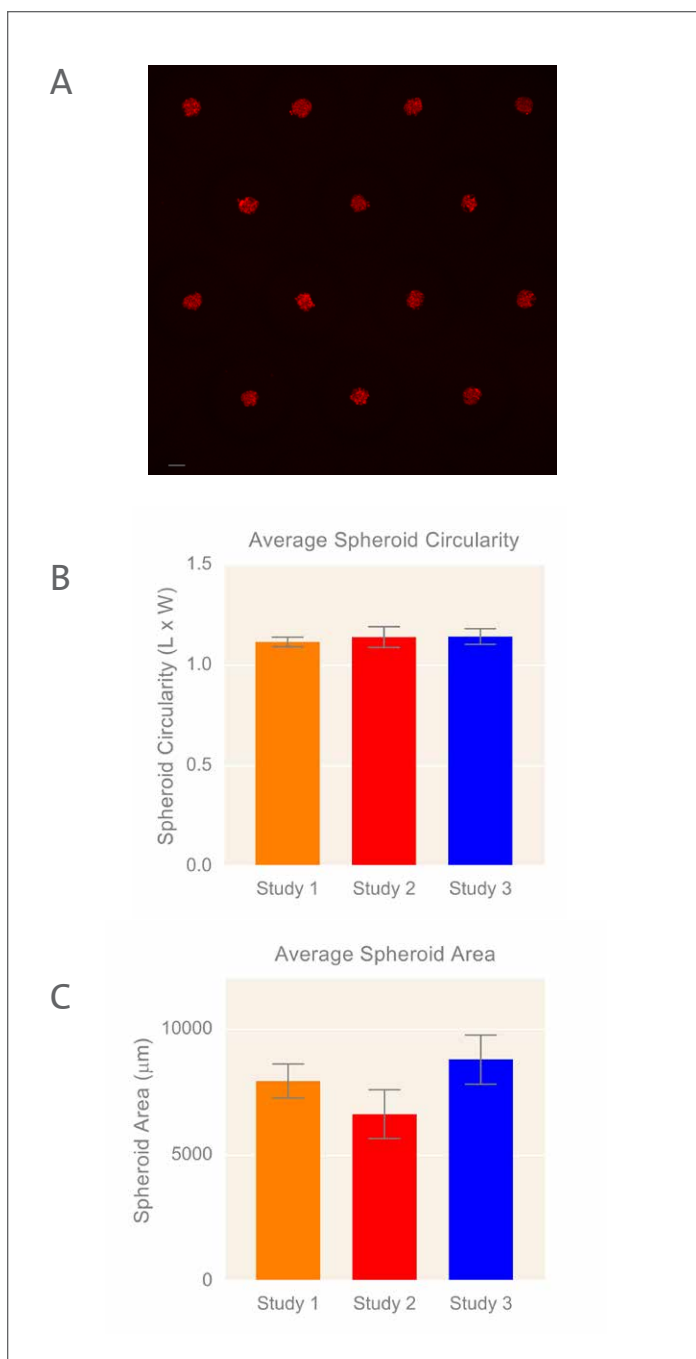 A
Average Spheroid Circularity
B
Spheroid Circularity (L x W)
1.5
1.0
0.5
0.0
Study 1 Study 2 Study 3
Average Spheroid Area
C
Spheroid Area (μm)
10000
5000
0
Study 1 Study 2 Study 3